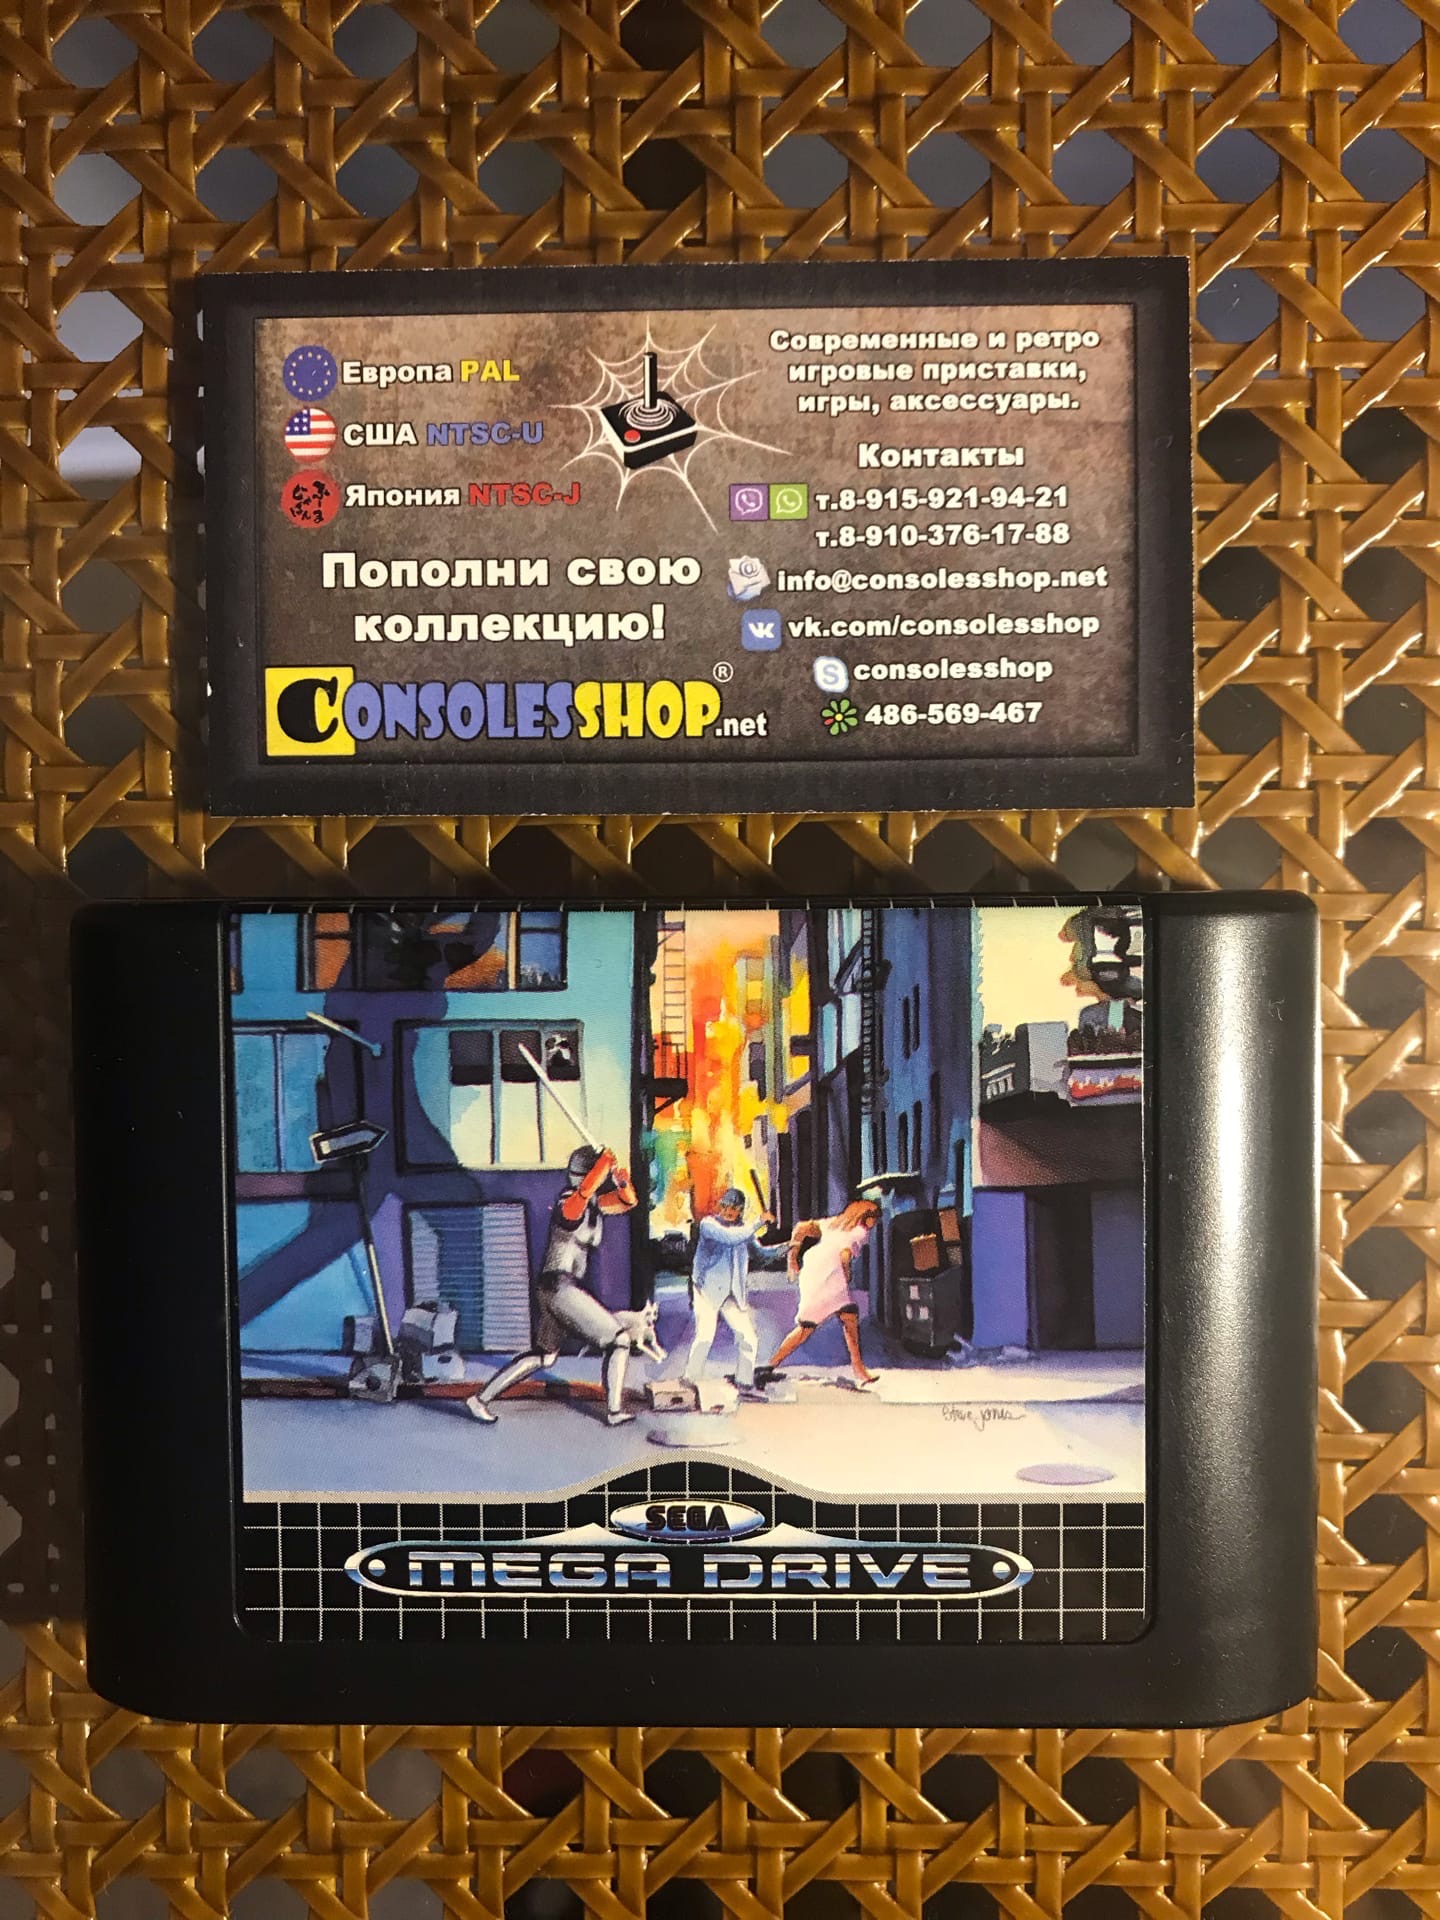 Европа PAL
США NTSC-U
Япония NTSC-J
Пополни свою
коллекцию!
CONSOLESSHOP.net
®
Современные и ретро
игровые приставки,
игры, аксессуары.
Контакты
т.8-915-921-94-21
т.8-910-376-17-88
info@consolesshop.net
vk.com/consolesshop
consolesshop
486-569-467
Steve Jones
SEGA
MEGA DRIVE